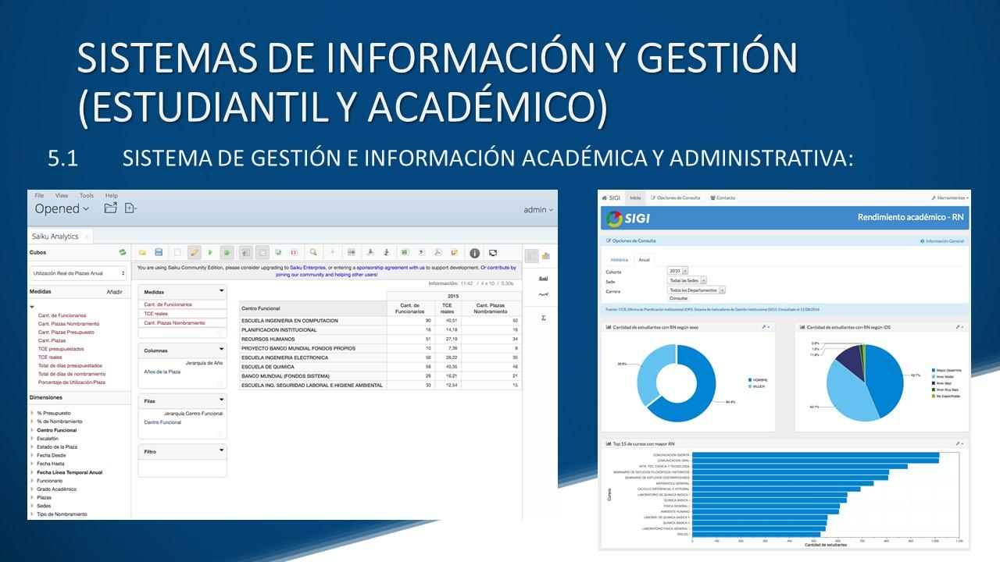 SISTEMAS DE INFORMACIÓN Y GESTIÓN
(ESTUDIANTIL Y ACADÉMICO)
5.1 SISTEMA DE GESTIÓN E INFORMACIÓN ACADÉMICA Y ADMINISTRATIVA:
File View Tools Help
Opened
admin
Saiku Analytics
Cubos
Utilización Real de Plazas Anual
Medidas Añadir
Cant. de Funcionarios
Cant. Plazas Nombramiento
Cant. Plazas Presupuesto
Cant. Plazas
TCE presupuestados
TCE reales
Total de días presupuestados
Total de días de nombramiento
Porcentaje de Utilización Plaza
Dimensiones
% Presupuesto
% de Nombramiento
Centro Funcional
Escalafón
Estado de la Plaza
Fecha Desde
Fecha Hasta
Fecha Línea Temporal Anual
Funcionario
Grado Académico
Plazas
Sedes
Tipo de Nombramiento
You are using Saiku Community Edition, please consider upgrading to Saiku Enterprise, or entering a sponsorship agreement with us to support development. Or contribute by
joining our community and helping other users!
Información: 11:42 / 4 x 10 / 0.30s
Medidas
Cant. de Funcionarios
TCE reales
Cant. Plazas Nombramiento
Columnas
Jerarquía de Año
Años de la Plaza
Filas
Jerarquía Centro Funcional
Centro Funcional
Filtro
2015
Centro Funcional Cant. de Funcionarios TCE reales Cant. Plazas Nombramiento
ESCUELA INGENIERIA EN COMPUTACION 80 40,51 50
PLANIFICACION INSTITUCIONAL 16 14,18 16
RECURSOS HUMANOS 51 27,19 34
PROYECTO BANCO MUNDIAL FONDOS PROPIOS 10 7,36 8
ESCUELA INGENIERIA ELECTRONICA 56 28,22 35
ESCUELA DE QUIMICA 58 40,35 46
BANCO MUNDIAL (FONDOS SISTEMA) 28 16,21 21
ESCUELA ING. SEGURIDAD LABORAL E HIGIENE AMBIENTAL 33 12,54 15
SIGI Inicio Opciones de Consulta Contacto Herramientas
SIGI Rendimiento académico - RN
Opciones de Consulta Información General
Histórica Anual
Cohorte 2010
Sede Todas las Sedes
Carrera Todos los Departamentos
Consultar
Fuente: ITCR, Oficina de Planificación Institucional (OPI), Sistema de Indicadores de Gestión Institucional (SIGI). Consultado el 11/08/2016
Cantidad de estudiantes con RN según sexo
35.6%
64.4%
HOMBRE
MUJER
Cantidad de estudiantes con RN según IDS
0.9%
1.5%
11.8%
43.7%
42.1%
Mayor Desarrollo
Nivel Medio
Nivel Bajo
Nivel Muy Bajo
No Especificado
Top 15 de cursos con mayor RN
Cursos
COMUNICACION ESCRITA
COMUNICACION ORAL
INTR. TEC. CIENCIA Y TECNOLOGIA
SEMINARIO DE ESTUDIOS FILOSOFICOS HISTORICOS
SEMINARIO DE ESTUDIOS COSTARRICENSES
MATEMATICA GENERAL
CALCULO DIFERENCIAL E INTEGRAL
LABORATORIO DE QUIMICA BASICA I
QUIMICA BASICA I
FISICA GENERAL I
AMBIENTE HUMANO
LABORAT. DE QUIMICA BASICA II
QUIMICA BASICA II
LABORATORIO FISICA GENERAL I
INGLES I
0 100 200 300 400 500 600 700 800 900 1,000 1,100
Cantidad de estudiantes